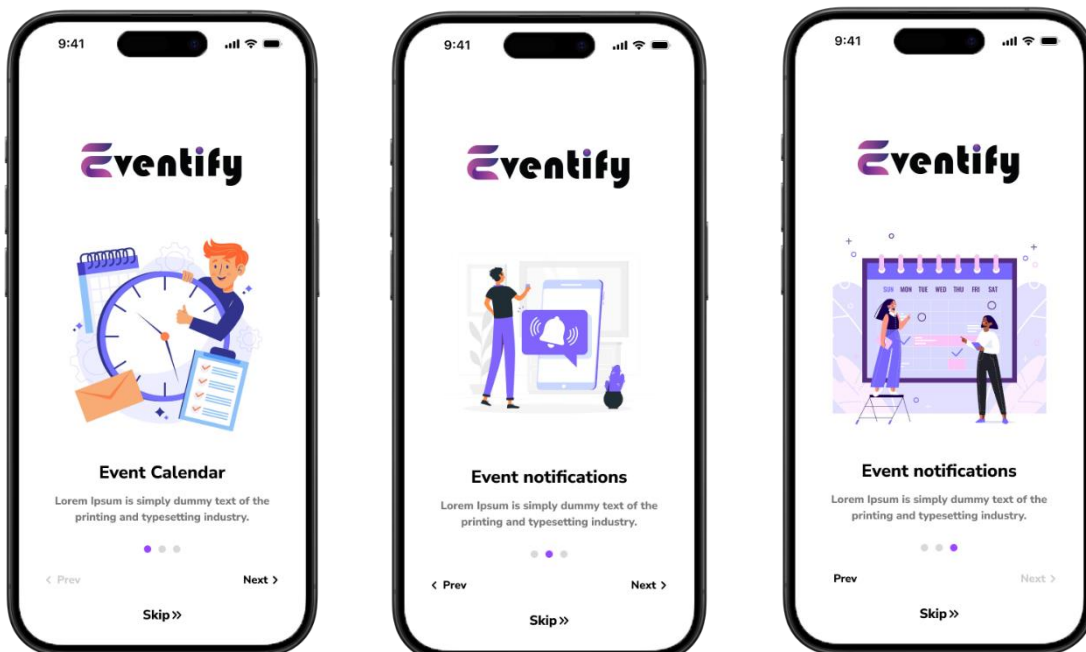 9:41
Eventify
Event Calendar
Lorem Ipsum is simply dummy text of the
printing and typesetting industry.
< Prev
Next >
Skip >>
9:41
Eventify
Event notifications
Lorem Ipsum is simply dummy text of the
printing and typesetting industry.
< Prev
Next >
Skip >>
9:41
Eventify
SUN MON TUE WED THU FRI SAT
Event notifications
Lorem Ipsum is simply dummy text of the
printing and typesetting industry.
Prev
Next >
Skip >>